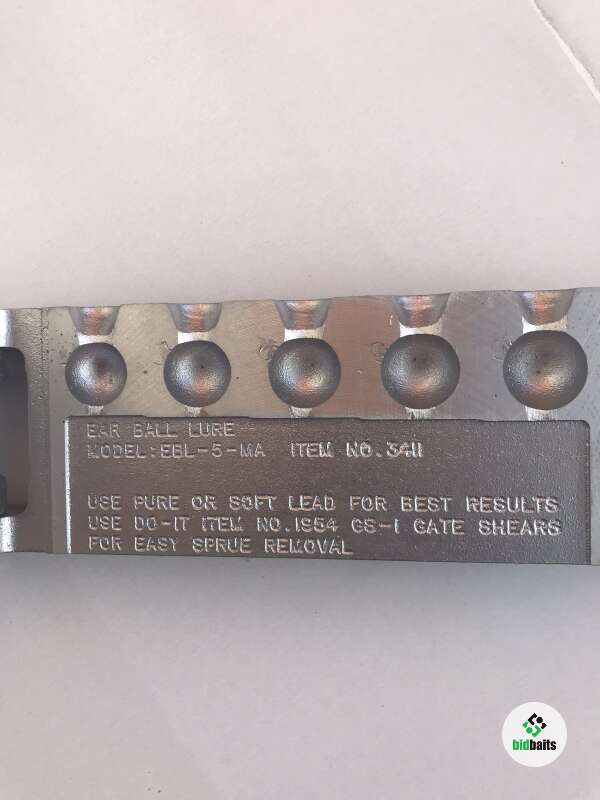 EAR BALL LURE
MODEL:EBL-5-MA ITEM NO.3411
USE PURE OR SOFT LEAD FOR BEST RESULTS
USE DO-IT ITEM NO.1954 GS-1 GATE SHEARS
FOR EASY SPRUE REMOVAL
bidbaits